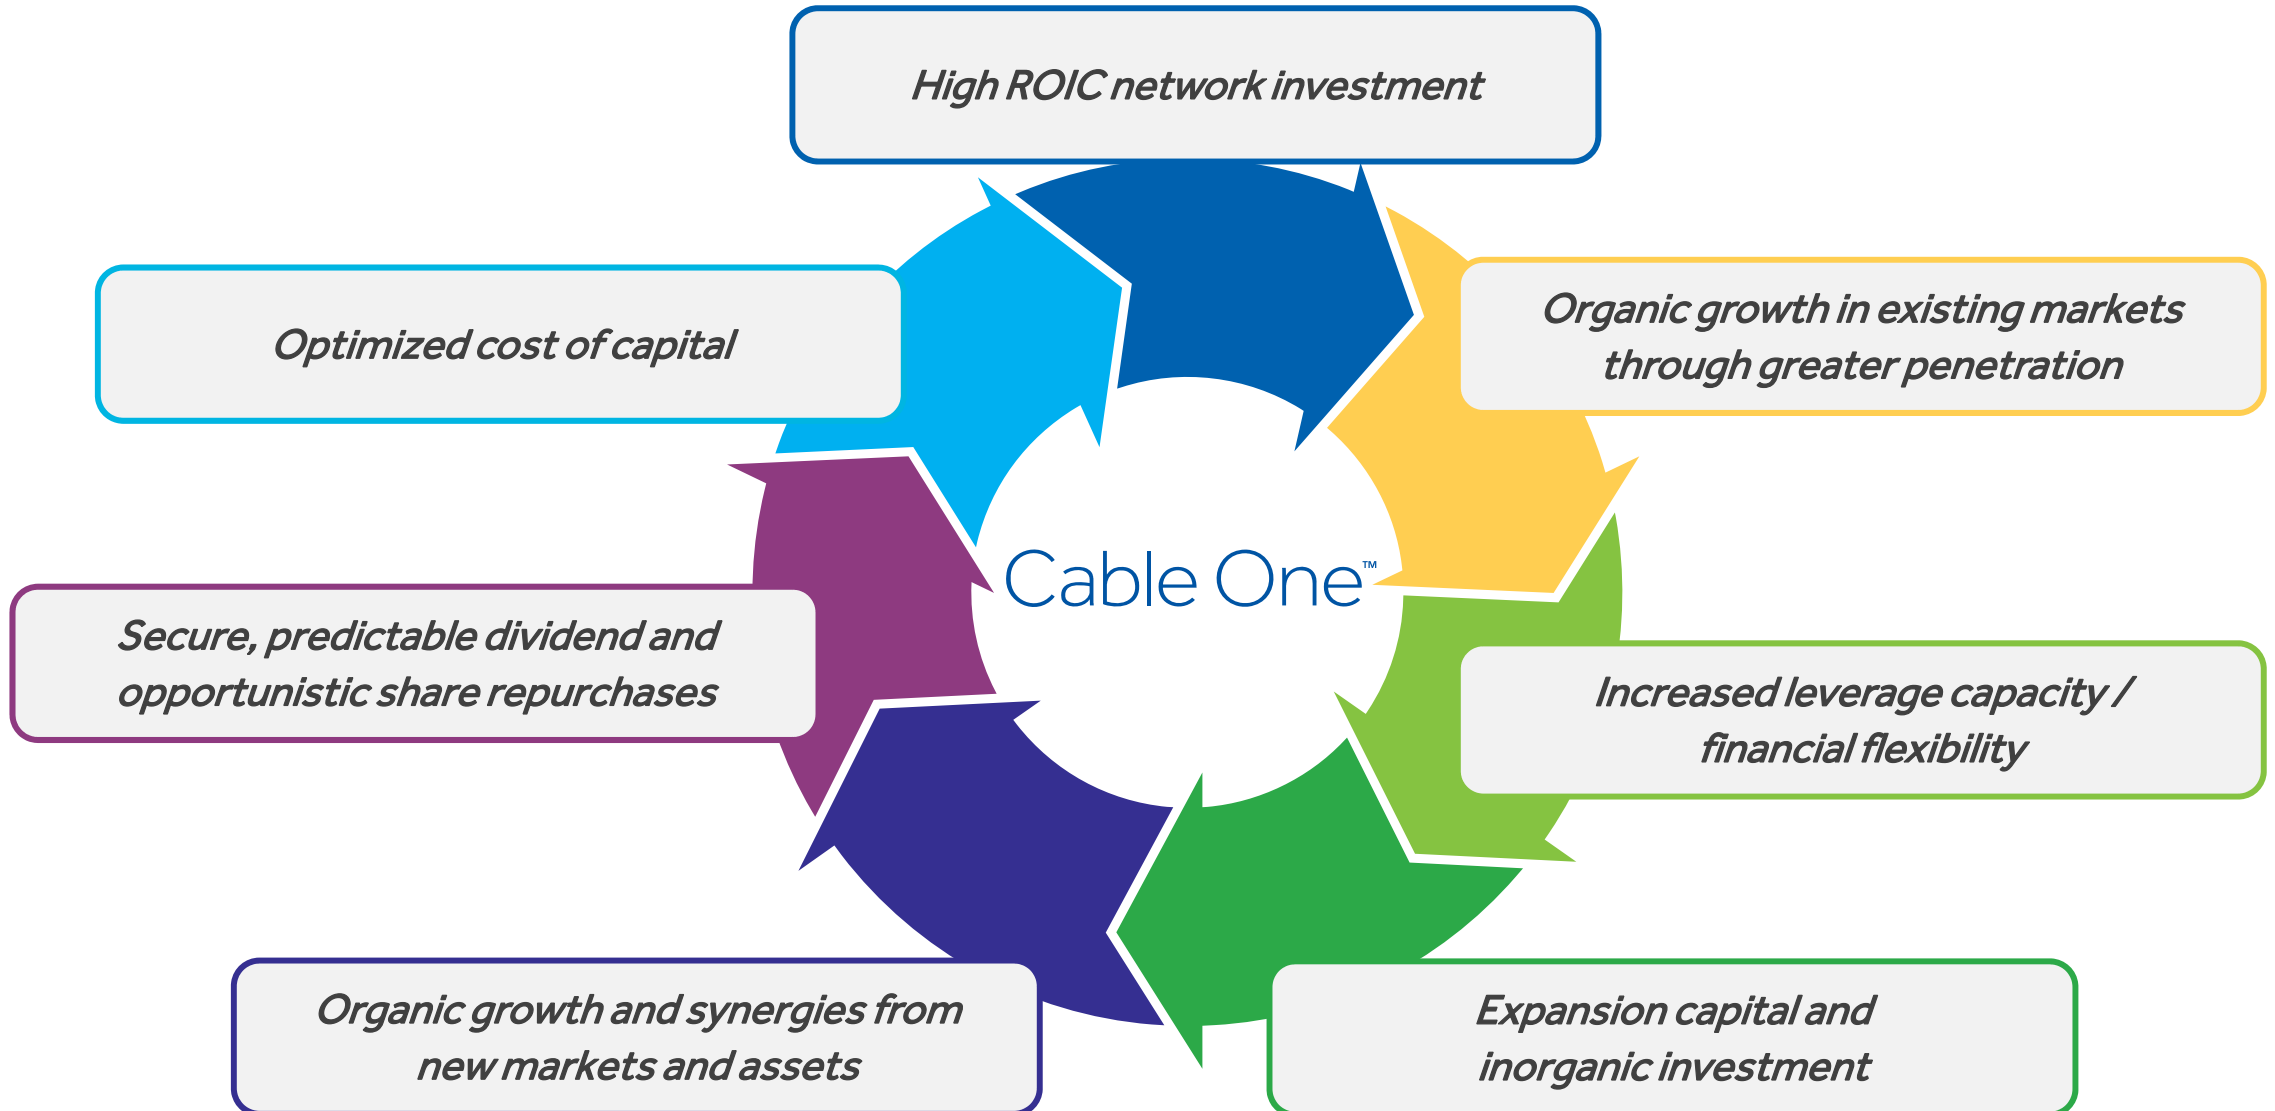 High ROIC network investment
Organic growth in existing markets
through greater penetration
Increased leverage capacity /
financial flexibility
Expansion capital and
inorganic investment
Organic growth and synergies from
new markets and assets
Secure, predictable dividend and
opportunistic share repurchases
Optimized cost of capital
Cable One™